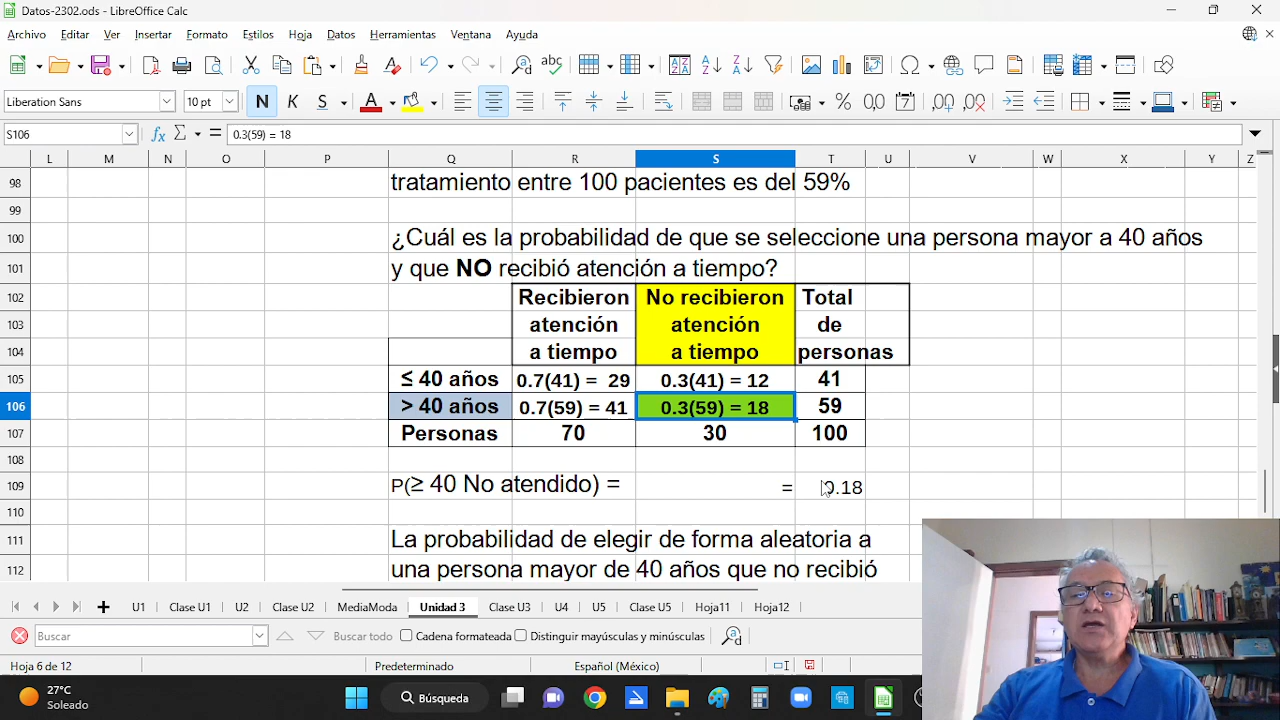 Datos-2302.ods - LibreOffice Calc
Archivo Editar Ver Insertar Formato Estilos Hoja Datos Herramientas Ventana Ayuda
Liberation Sans 10 pt N K S
S106 0.3(59) = 18
L M N O P Q R S T U V W X Y Z
98 tratamiento entre 100 pacientes es del 59%
99
100 ¿Cuál es la probabilidad de que se seleccione una persona mayor a 40 años
101 y que NO recibió atención a tiempo?
102 Recibieron No recibieron Total
103 atención atención de
104 a tiempo a tiempo personas
105 ≤ 40 años 0.7(41) = 29 0.3(41) = 12 41
106 > 40 años 0.7(59) = 41 0.3(59) = 18 59
107 Personas 70 30 100
108
109 P(≥ 40 No atendido) = = 0.18
110
111 La probabilidad de elegir de forma aleatoria a
112 una persona mayor de 40 años que no recibió
U1 Clase U1 U2 Clase U2 MediaModa Unidad 3 Clase U3 U4 U5 Clase U5 Hoja11 Hoja12
Buscar Buscar todo Cadena formateada Distinguir mayúsculas y minúsculas
Hoja 6 de 12 Predeterminado Español (México)
27°C
Soleado
Búsqueda